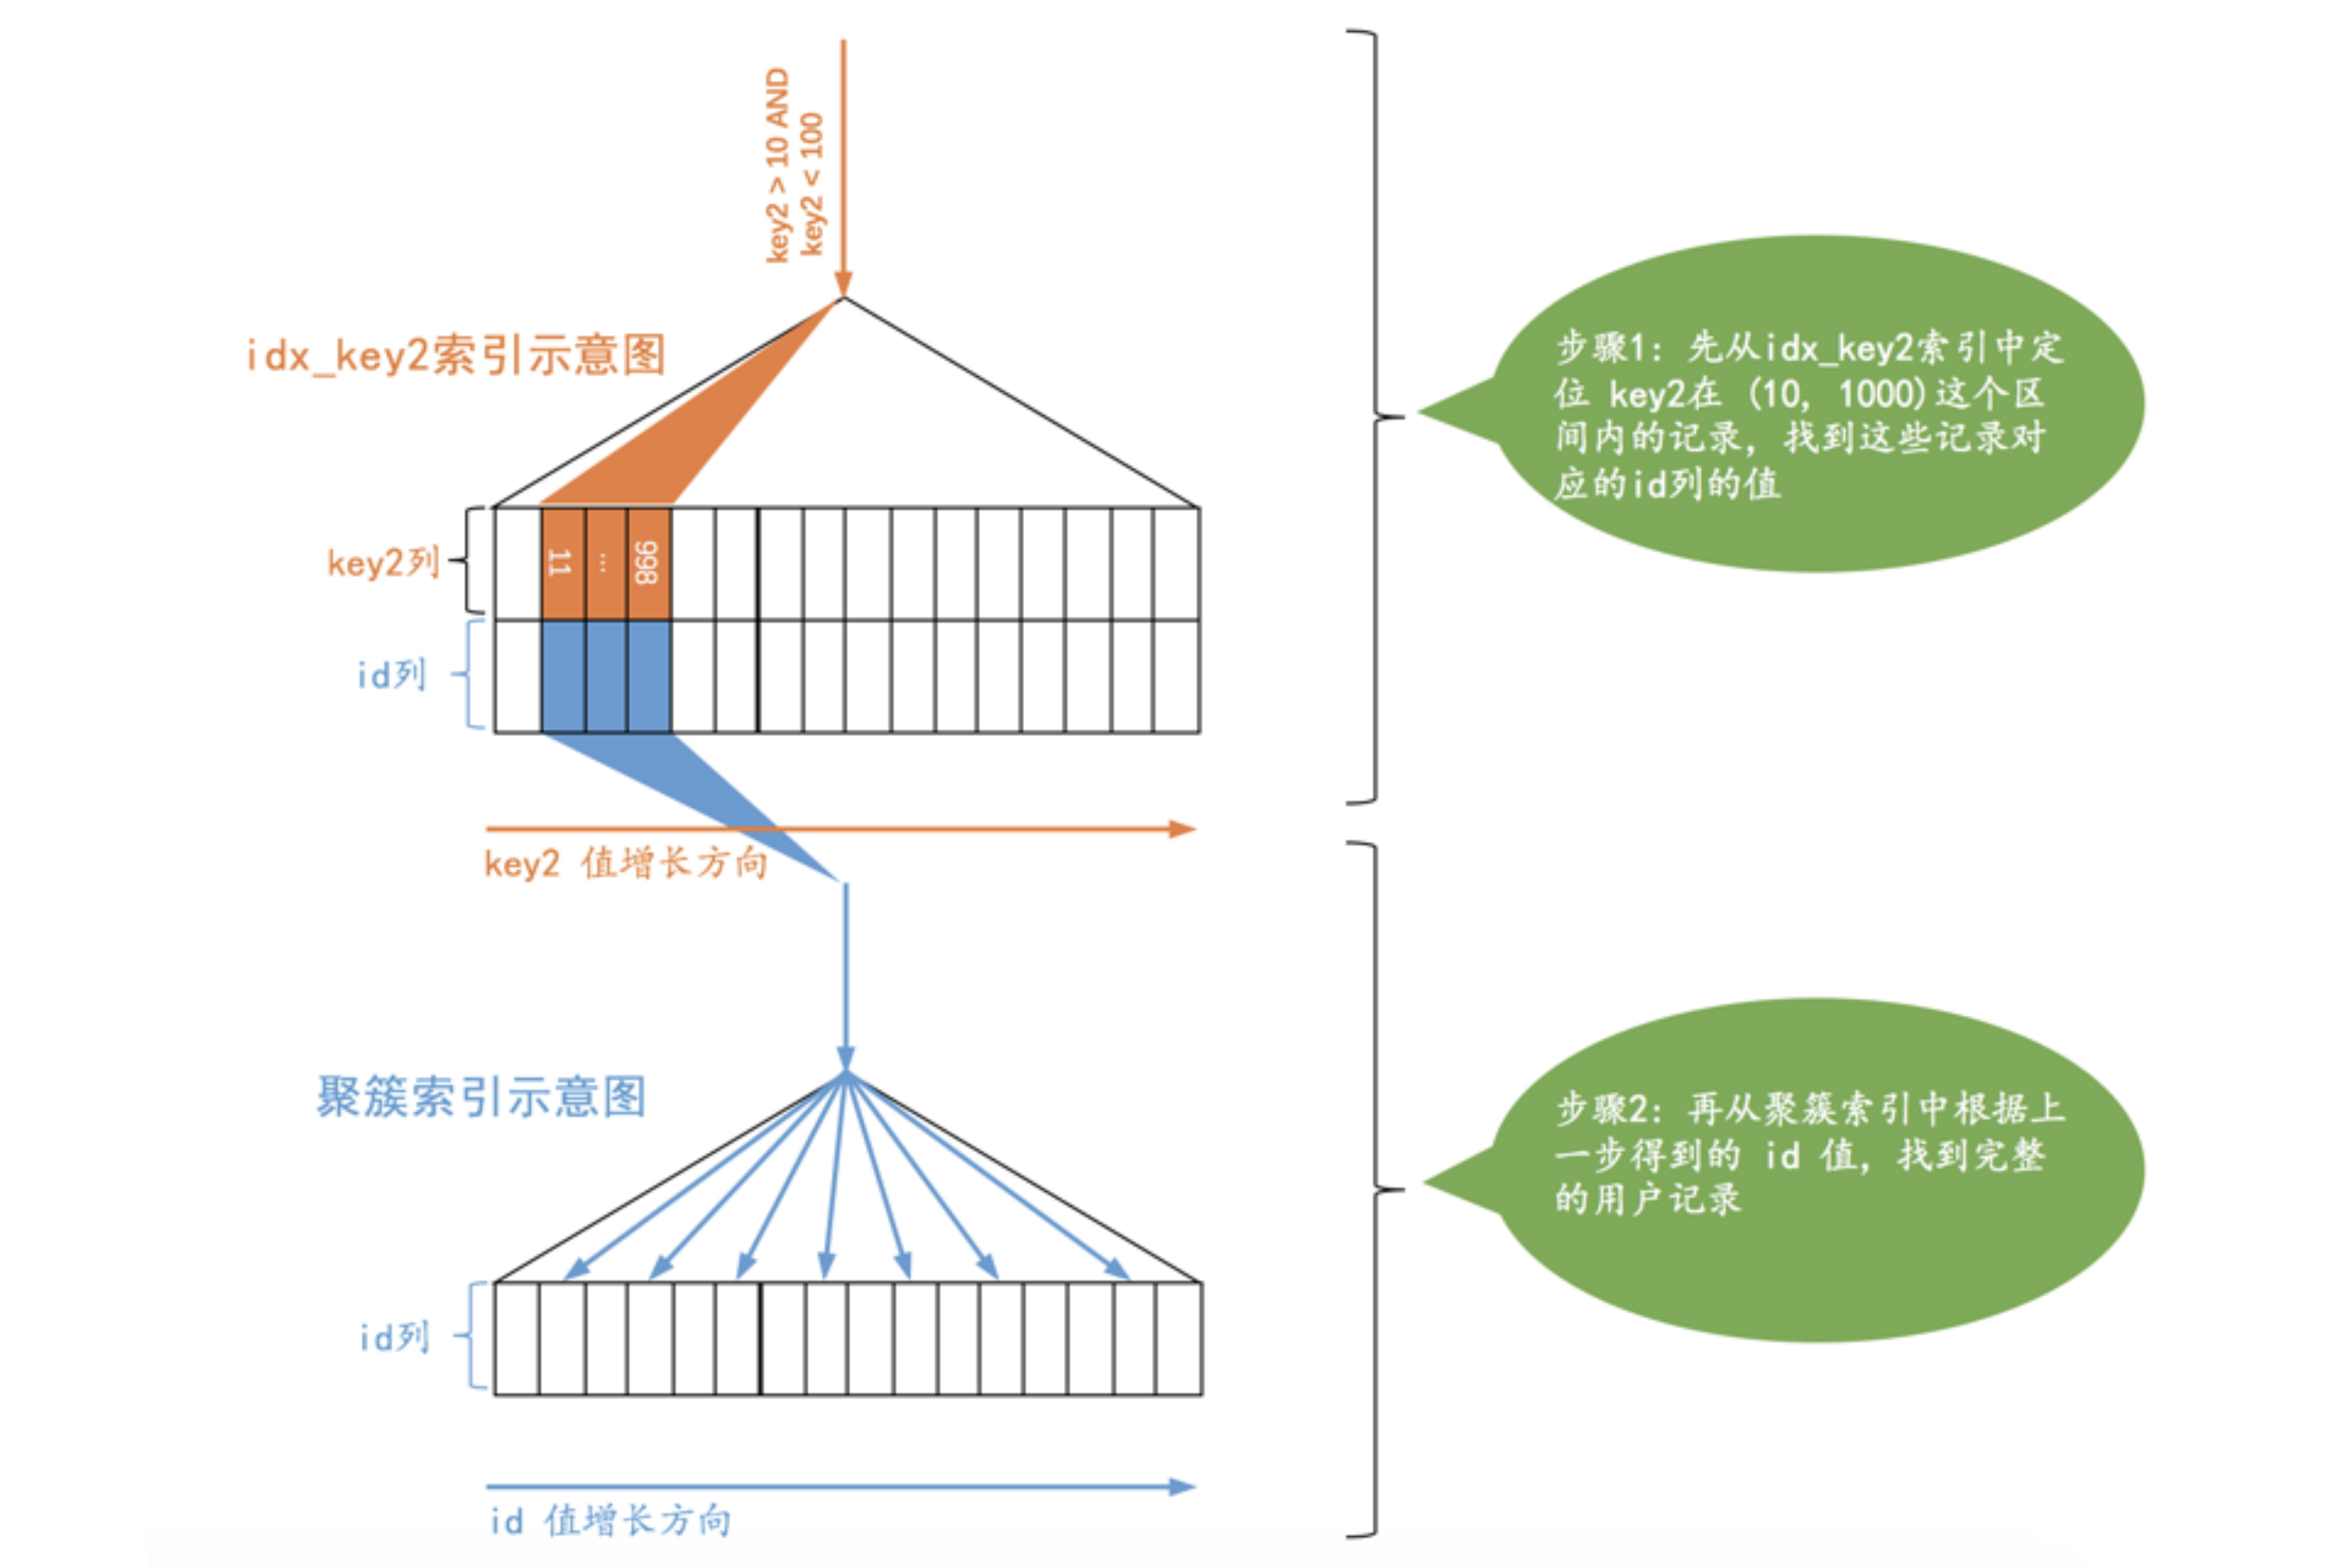 key2 > 10 AND
key2 < 100
idx_key2索引示意图
步骤1: 先从idx_key2索引中定
位 key2在 (10, 1000)这个区
间内的记录, 找到这些记录对
应的id列的值
key2列
11
...
998
id列
key2 值增长方向
聚簇索引示意图
步骤2: 再从聚簇索引中根据上
一步得到的 id 值, 找到完整
的用户记录
id列
id 值增长方向